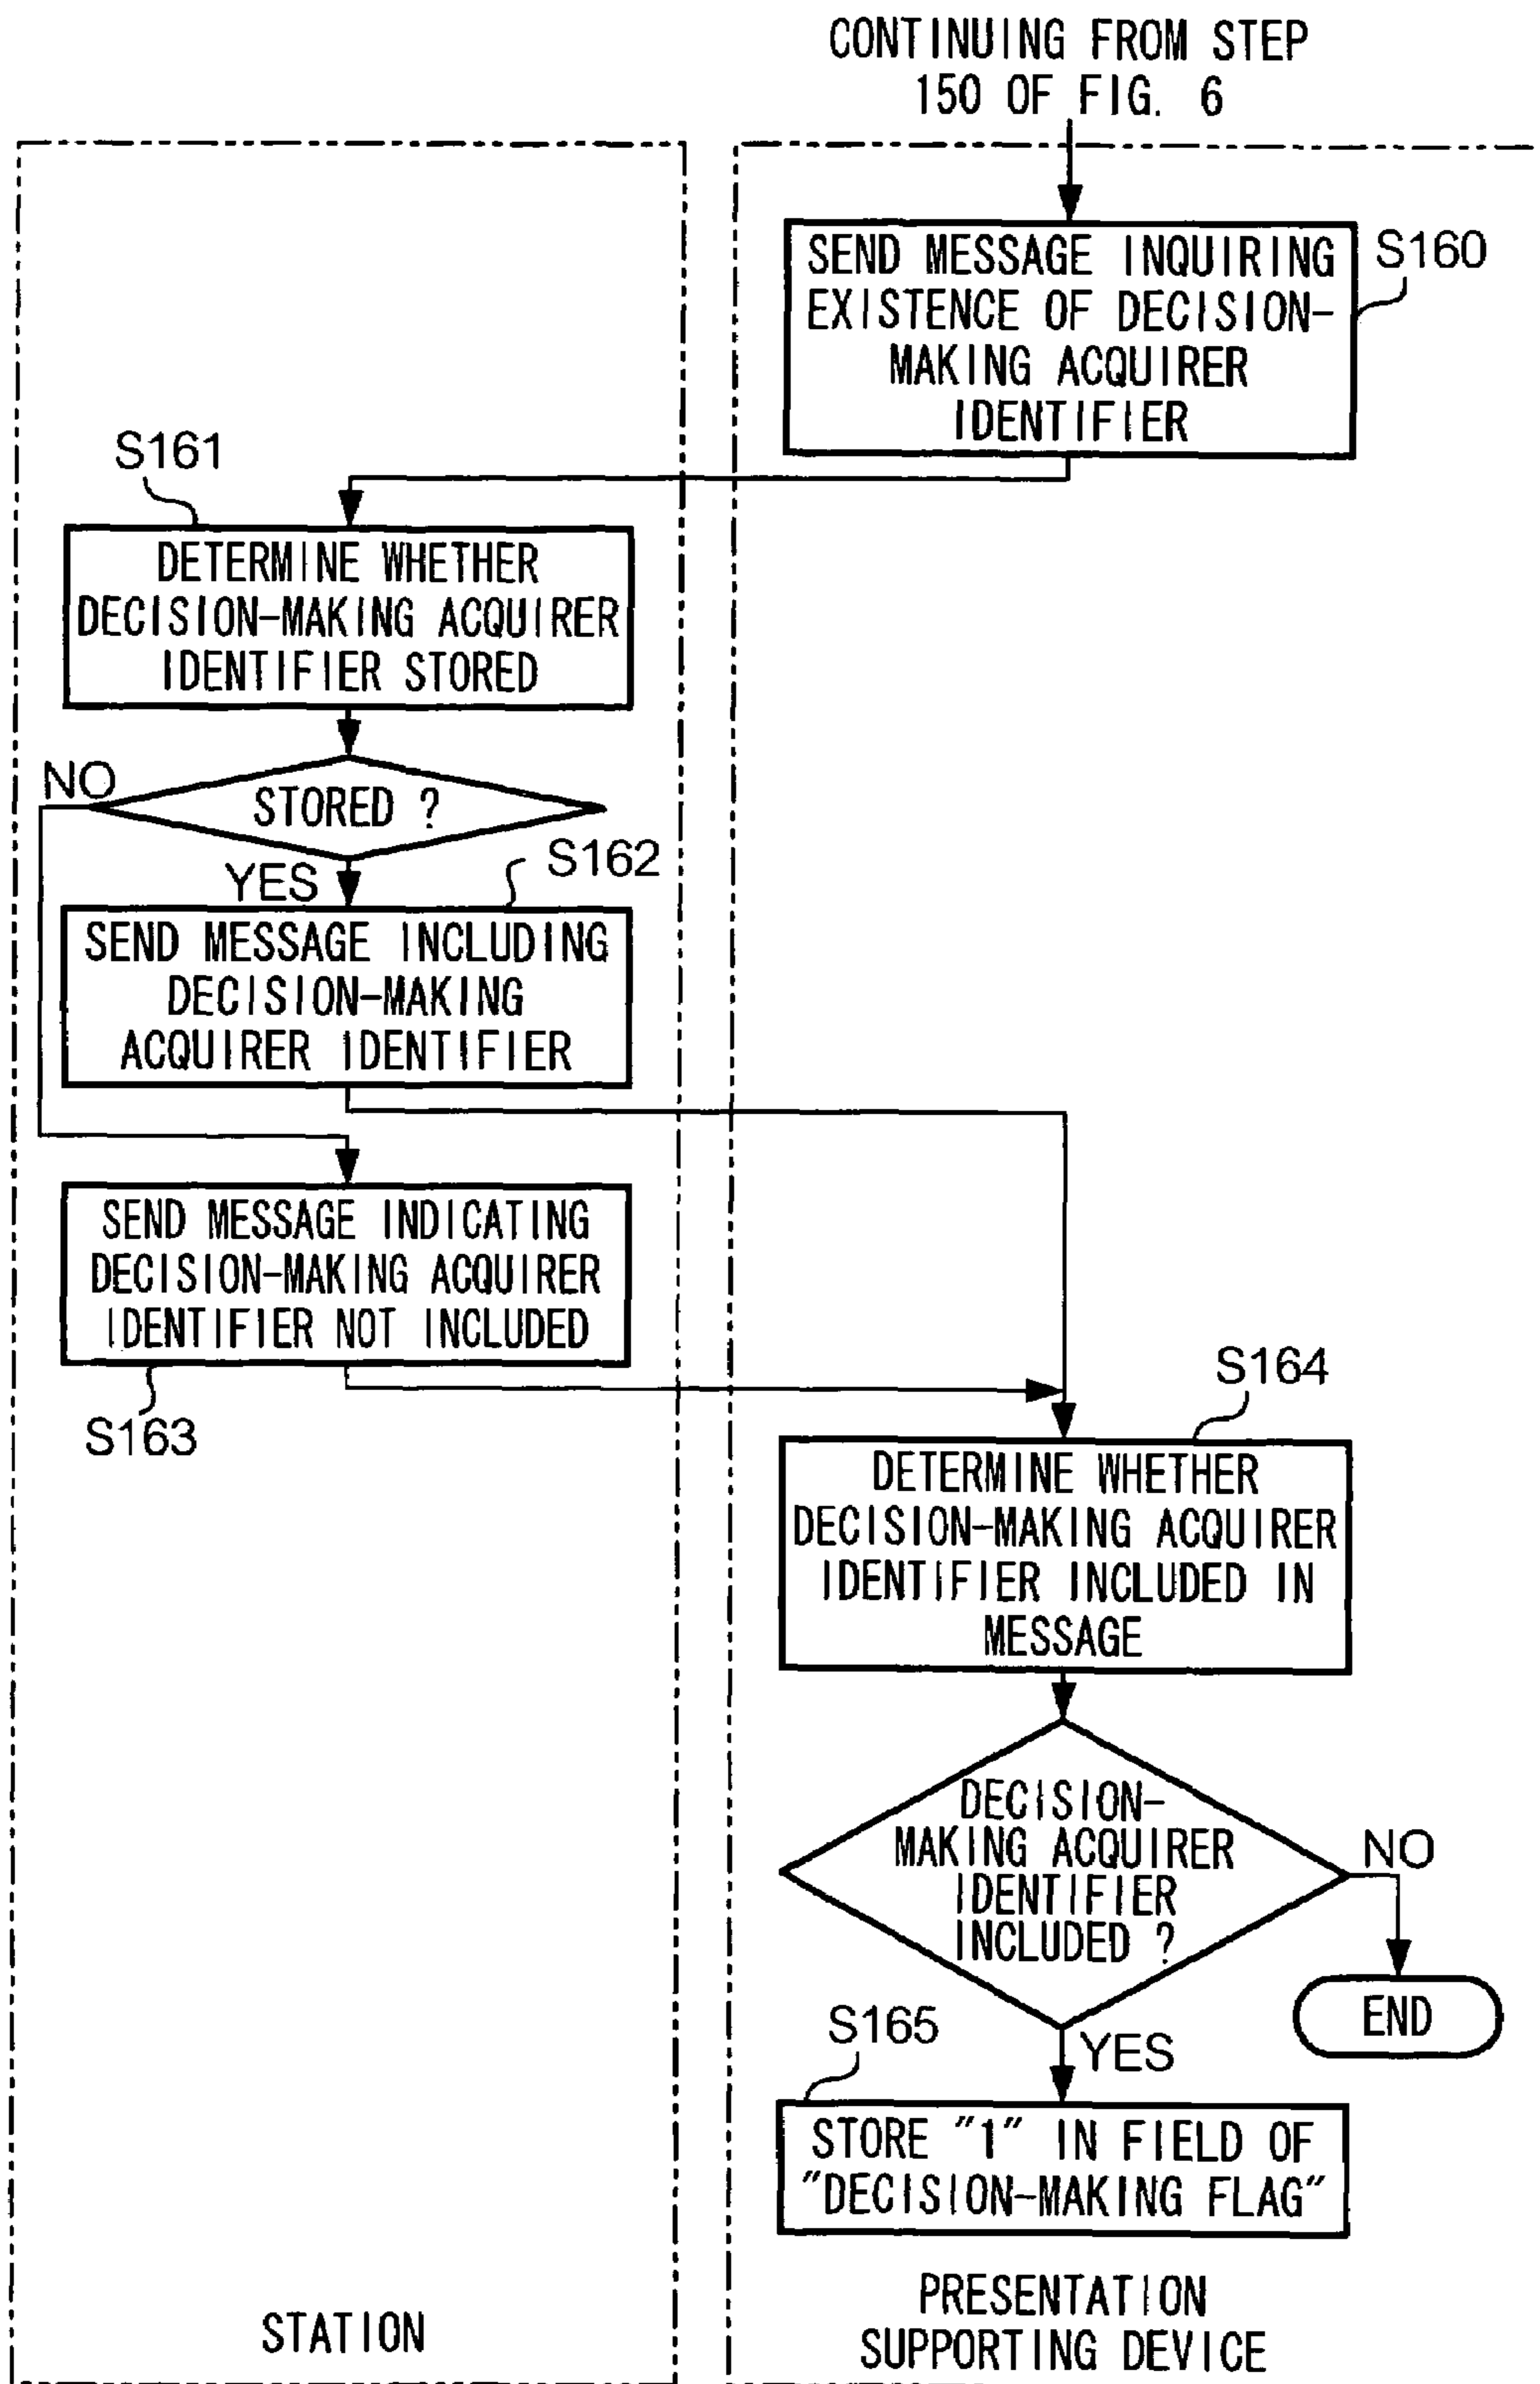 CONTINUING FROM STEP
150 OF FIG. 6
SEND MESSAGE INQUIRING
EXISTENCE OF DECISION-
MAKING ACQUIRER
IDENTIFIER
S160
S161
DETERMINE WHETHER
DECISION-MAKING ACQUIRER
IDENTIFIER STORED
NO
STORED ?
YES
S162
SEND MESSAGE INCLUDING
DECISION-MAKING
ACQUIRER IDENTIFIER
SEND MESSAGE INDICATING
DECISION-MAKING ACQUIRER
IDENTIFIER NOT INCLUDED
S163
S164
DETERMINE WHETHER
DECISION-MAKING ACQUIRER
IDENTIFIER INCLUDED IN
MESSAGE
DECISION-
MAKING ACQUIRER
IDENTIFIER
INCLUDED ?
NO
END
S165
YES
STORE "1" IN FIELD OF
"DECISION-MAKING FLAG"
STATION
PRESENTATION
SUPPORTING DEVICE